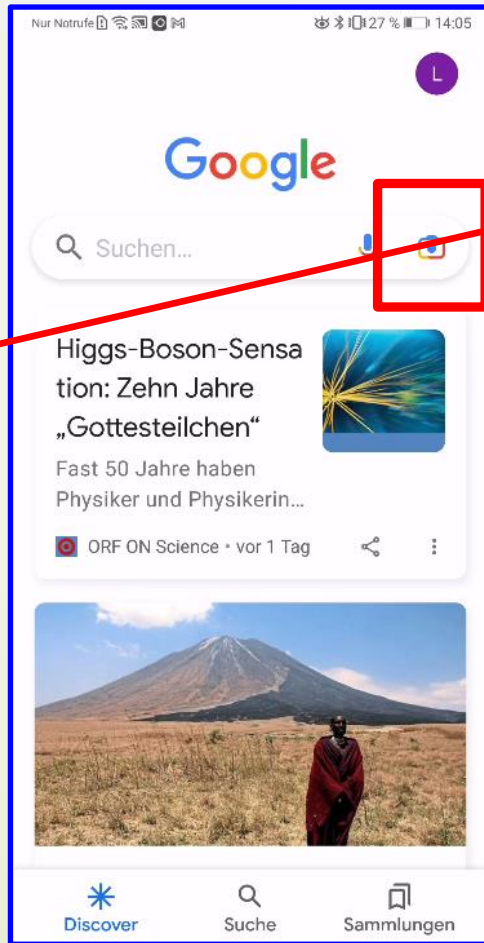 Nur Notrufe 27 % 14:05
L
Google
Suchen...
Higgs-Boson-Sensa
tion: Zehn Jahre
„Gottesteilchen“
Fast 50 Jahre haben
Physiker und Physikerin...
ORF ON Science • vor 1 Tag
Discover Suche Sammlungen